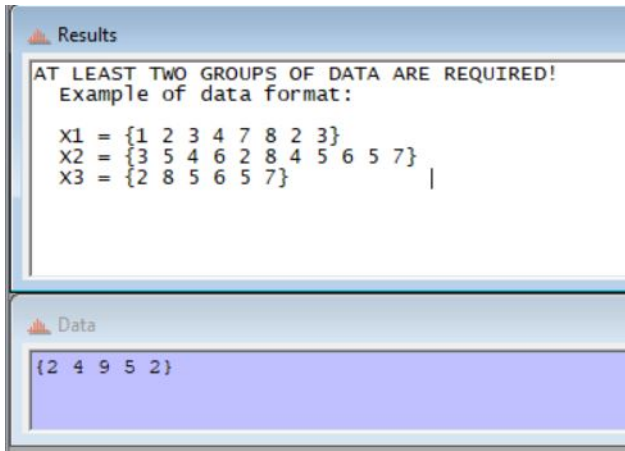 Results
AT LEAST TWO GROUPS OF DATA ARE REQUIRED!
Example of data format:
X1 = {1 2 3 4 7 8 2 3}
X2 = {3 5 4 6 2 8 4 5 6 5 7}
X3 = {2 8 5 6 5 7}
Data
{2 4 9 5 2}